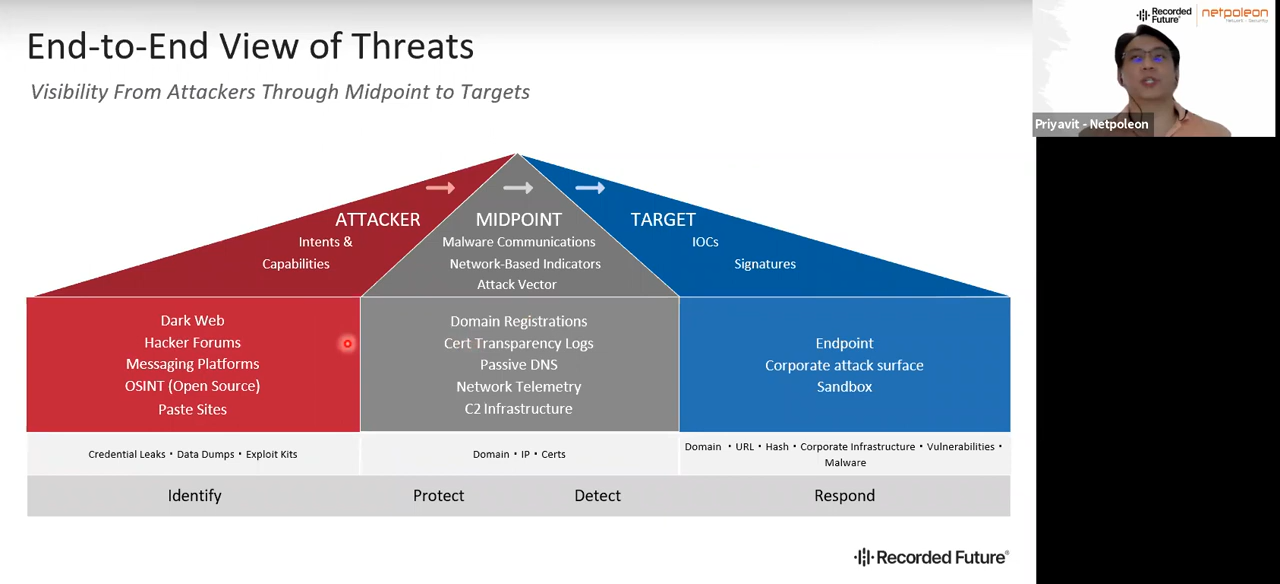 End-to-End View of Threats
Visibility From Attackers Through Midpoint to Targets
Recorded Future®
netpoleon
Priyavit - Netpoleon
ATTACKER
Intents &
Capabilities
MIDPOINT
Malware Communications
Network-Based Indicators
Attack Vector
TARGET
IOCs
Signatures
Dark Web
Hacker Forums
Messaging Platforms
OSINT (Open Source)
Paste Sites
Domain Registrations
Cert Transparency Logs
Passive DNS
Network Telemetry
C2 Infrastructure
Endpoint
Corporate attack surface
Sandbox
Credential Leaks • Data Dumps • Exploit Kits
Domain • IP • Certs
Domain • URL • Hash • Corporate Infrastructure • Vulnerabilities •
Malware
Identify
Protect
Detect
Respond
Recorded Future®